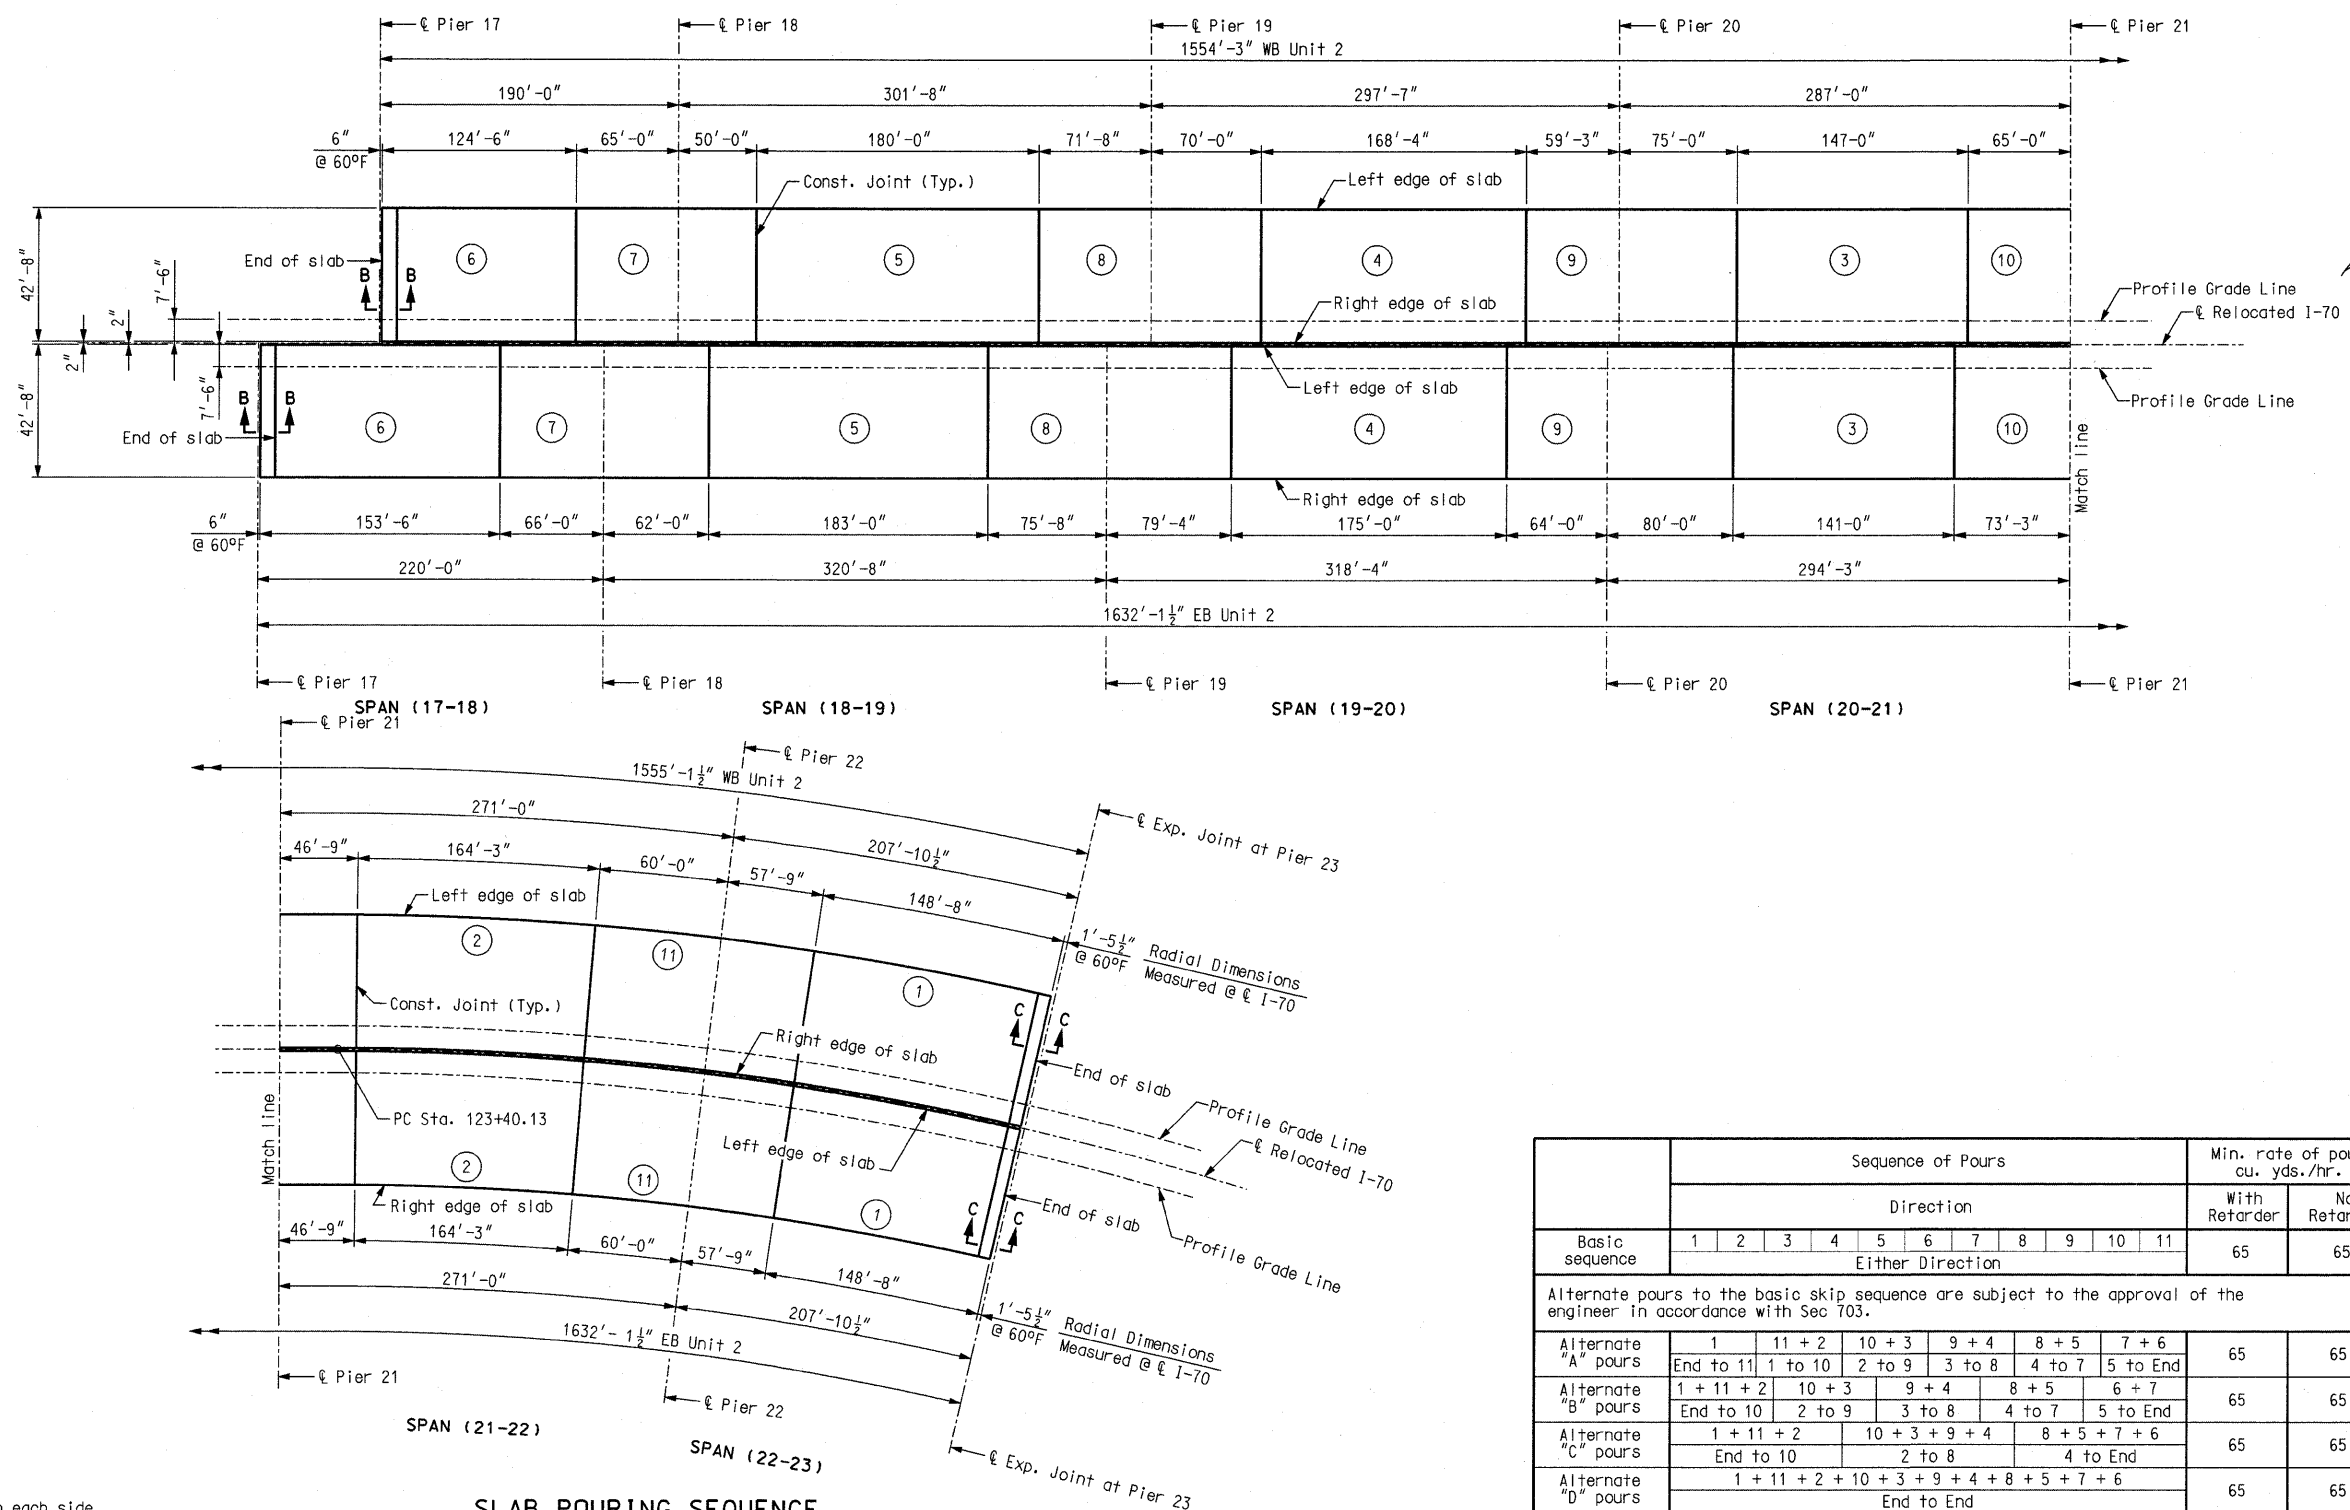 ℄ Pier 17
℄ Pier 18
℄ Pier 19
℄ Pier 20
℄ Pier 21
1554'-3" WB Unit 2
190'-0"
301'-8"
297'-7"
287'-0"
6"
@ 60°F
124'-6"
65'-0"
50'-0"
180'-0"
71'-8"
70'-0"
168'-4"
59'-3"
75'-0"
147-0"
65'-0"
Const. Joint (Typ.)
Left edge of slab
42'-8"
7'-6"
2"
End of slab
B
B
6
7
5
8
4
9
3
10
Right edge of slab
Profile Grade Line
℄ Relocated I-70
2"
42'-8"
7'-6"
B
B
End of slab
6
7
5
8
4
9
3
10
Left edge of slab
Profile Grade Line
Match line
Right edge of slab
6"
@ 60°F
153'-6"
66'-0"
62'-0"
183'-0"
75'-8"
79'-4"
175'-0"
64'-0"
80'-0"
141-0"
73'-3"
220'-0"
320'-8"
318'-4"
294'-3"
1632'-1½" EB Unit 2
℄ Pier 17
℄ Pier 18
℄ Pier 19
℄ Pier 20
℄ Pier 21
SPAN (17-18)
SPAN (18-19)
SPAN (19-20)
SPAN (20-21)
℄ Pier 21
℄ Pier 22
1555'-1½" WB Unit 2
271'-0"
207'-10½"
℄ Exp. Joint at Pier 23
46'-9"
164'-3"
60'-0"
57'-9"
148'-8"
1'-5½"
@ 60°F
Radial Dimensions
Measured @ ℄ I-70
Left edge of slab
2
11
1
Const. Joint (Typ.)
C
C
Right edge of slab
End of slab
PC Sta. 123+40.13
Profile Grade Line
℄ Relocated I-70
Match line
Left edge of slab
2
11
1
C
C
End of slab
Profile Grade Line
Right edge of slab
46'-9"
164'-3"
60'-0"
57'-9"
148'-8"
1'-5½"
@ 60°F
Radial Dimensions
Measured @ ℄ I-70
271'-0"
207'-10½"
1632'- 1½" EB Unit 2
℄ Pier 21
℄ Pier 22
℄ Exp. Joint at Pier 23
SPAN (21-22)
SPAN (22-23)
SLAB POURING SEQUENCE
each side
Sequence of Pours
Min. rate of
cu. yds./hr.
Direction
With
Retarder
Basic
sequence
1 2 3 4 5 6 7 8 9 10 11
Either Direction
65
65
Alternate pours to the basic skip sequence are subject to the approval of the
engineer in accordance with Sec 703.
Alternate
"A" pours
1 11 + 2 10 + 3 9 + 4 8 + 5 7 + 6
End to 11 1 to 10 2 to 9 3 to 8 4 to 7 5 to End
65
65
Alternate
"B" pours
1 + 11 + 2 10 + 3 9 + 4 8 + 5 6 + 7
End to 10 2 to 9 3 to 8 4 to 7 5 to End
65
65
Alternate
"C" pours
1 + 11 + 2 10 + 3 + 9 + 4 8 + 5 + 7 + 6
End to 10 2 to 8 4 to End
65
65
Alternate
"D" pours
1 + 11 + 2 + 10 + 3 + 9 + 4 + 8 + 5 + 7 + 6
End to End
65
65